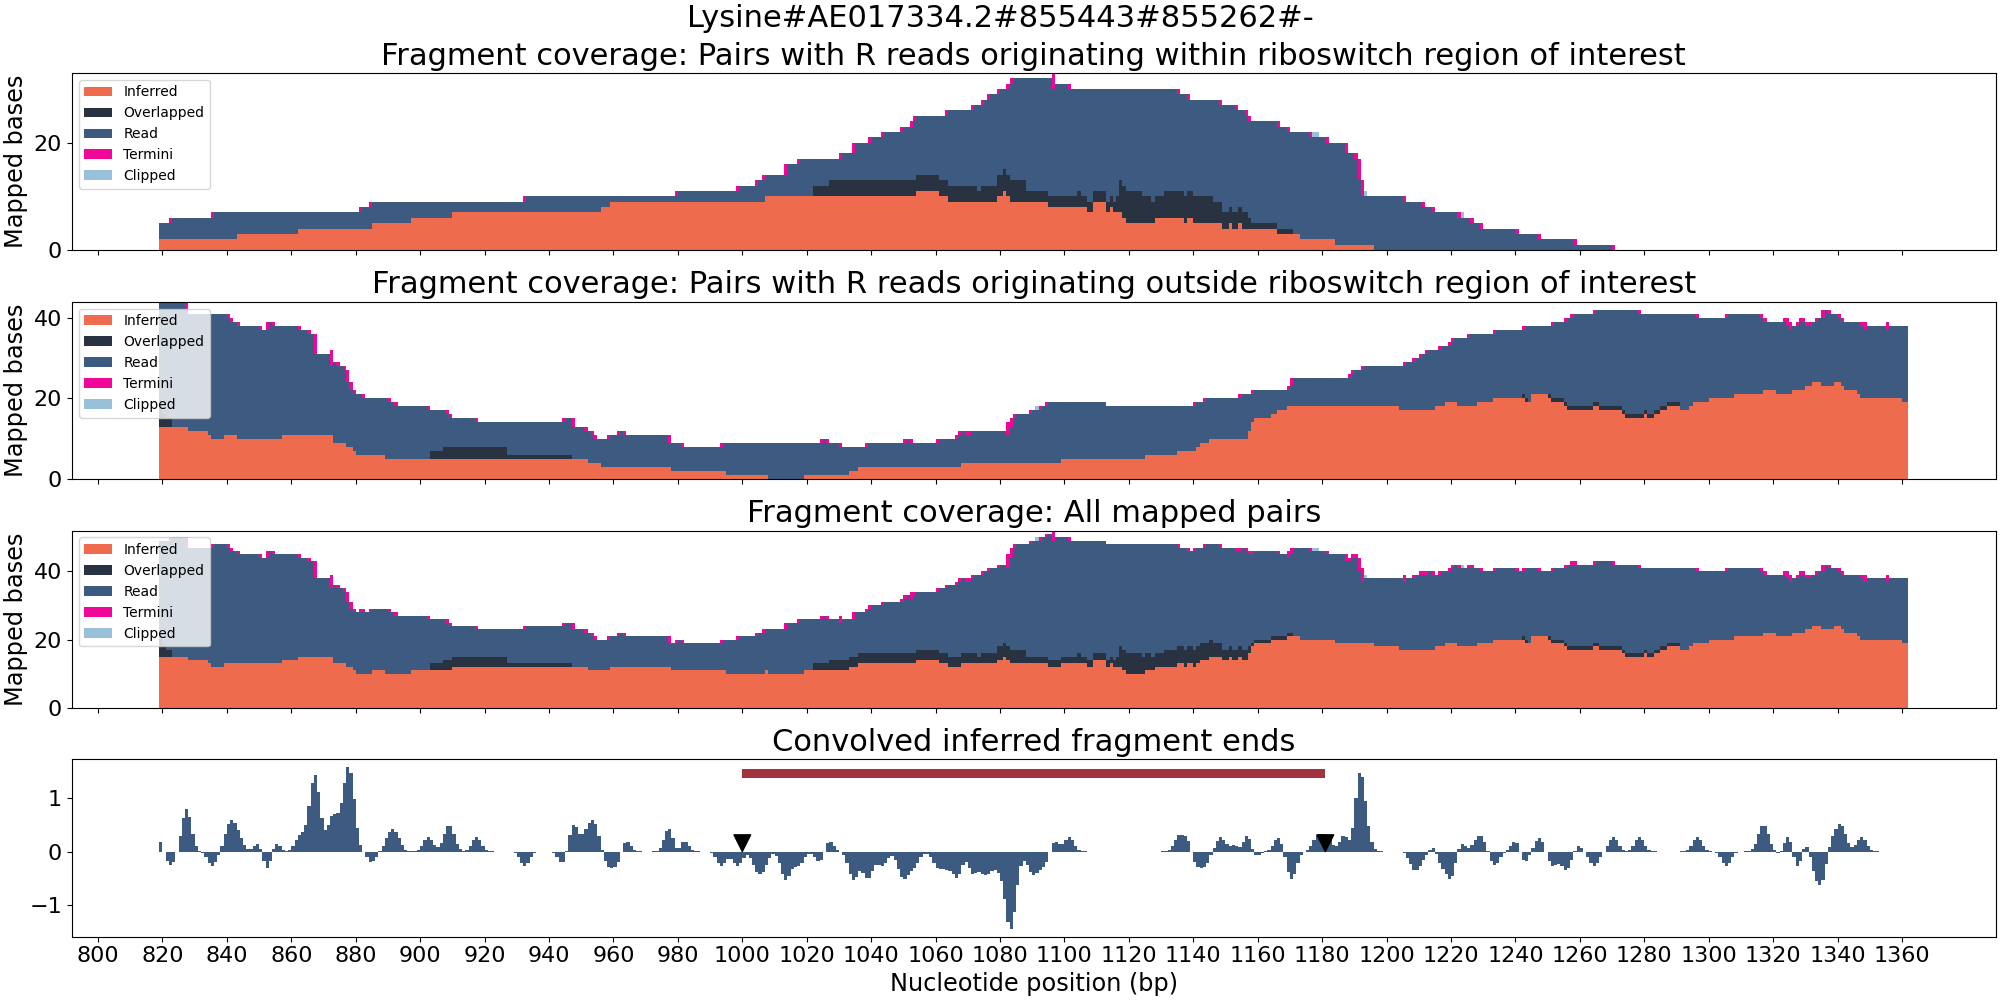 Lysine#AE017334.2#855443#855262#-
Fragment coverage: Pairs with R reads originating within riboswitch region of interest
Mapped bases
20
0
Inferred
Overlapped
Read
Termini
Clipped
Fragment coverage: Pairs with R reads originating outside riboswitch region of interest
Mapped bases
40
20
0
Inferred
Overlapped
Read
Termini
Clipped
Fragment coverage: All mapped pairs
Mapped bases
40
20
0
Inferred
Overlapped
Read
Termini
Clipped
Convolved inferred fragment ends
1
0
−1
800 820 840 860 880 900 920 940 960 980 1000 1020 1040 1060 1080 1100 1120 1140 1160 1180 1200 1220 1240 1260 1280 1300 1320 1340 1360
Nucleotide position (bp)